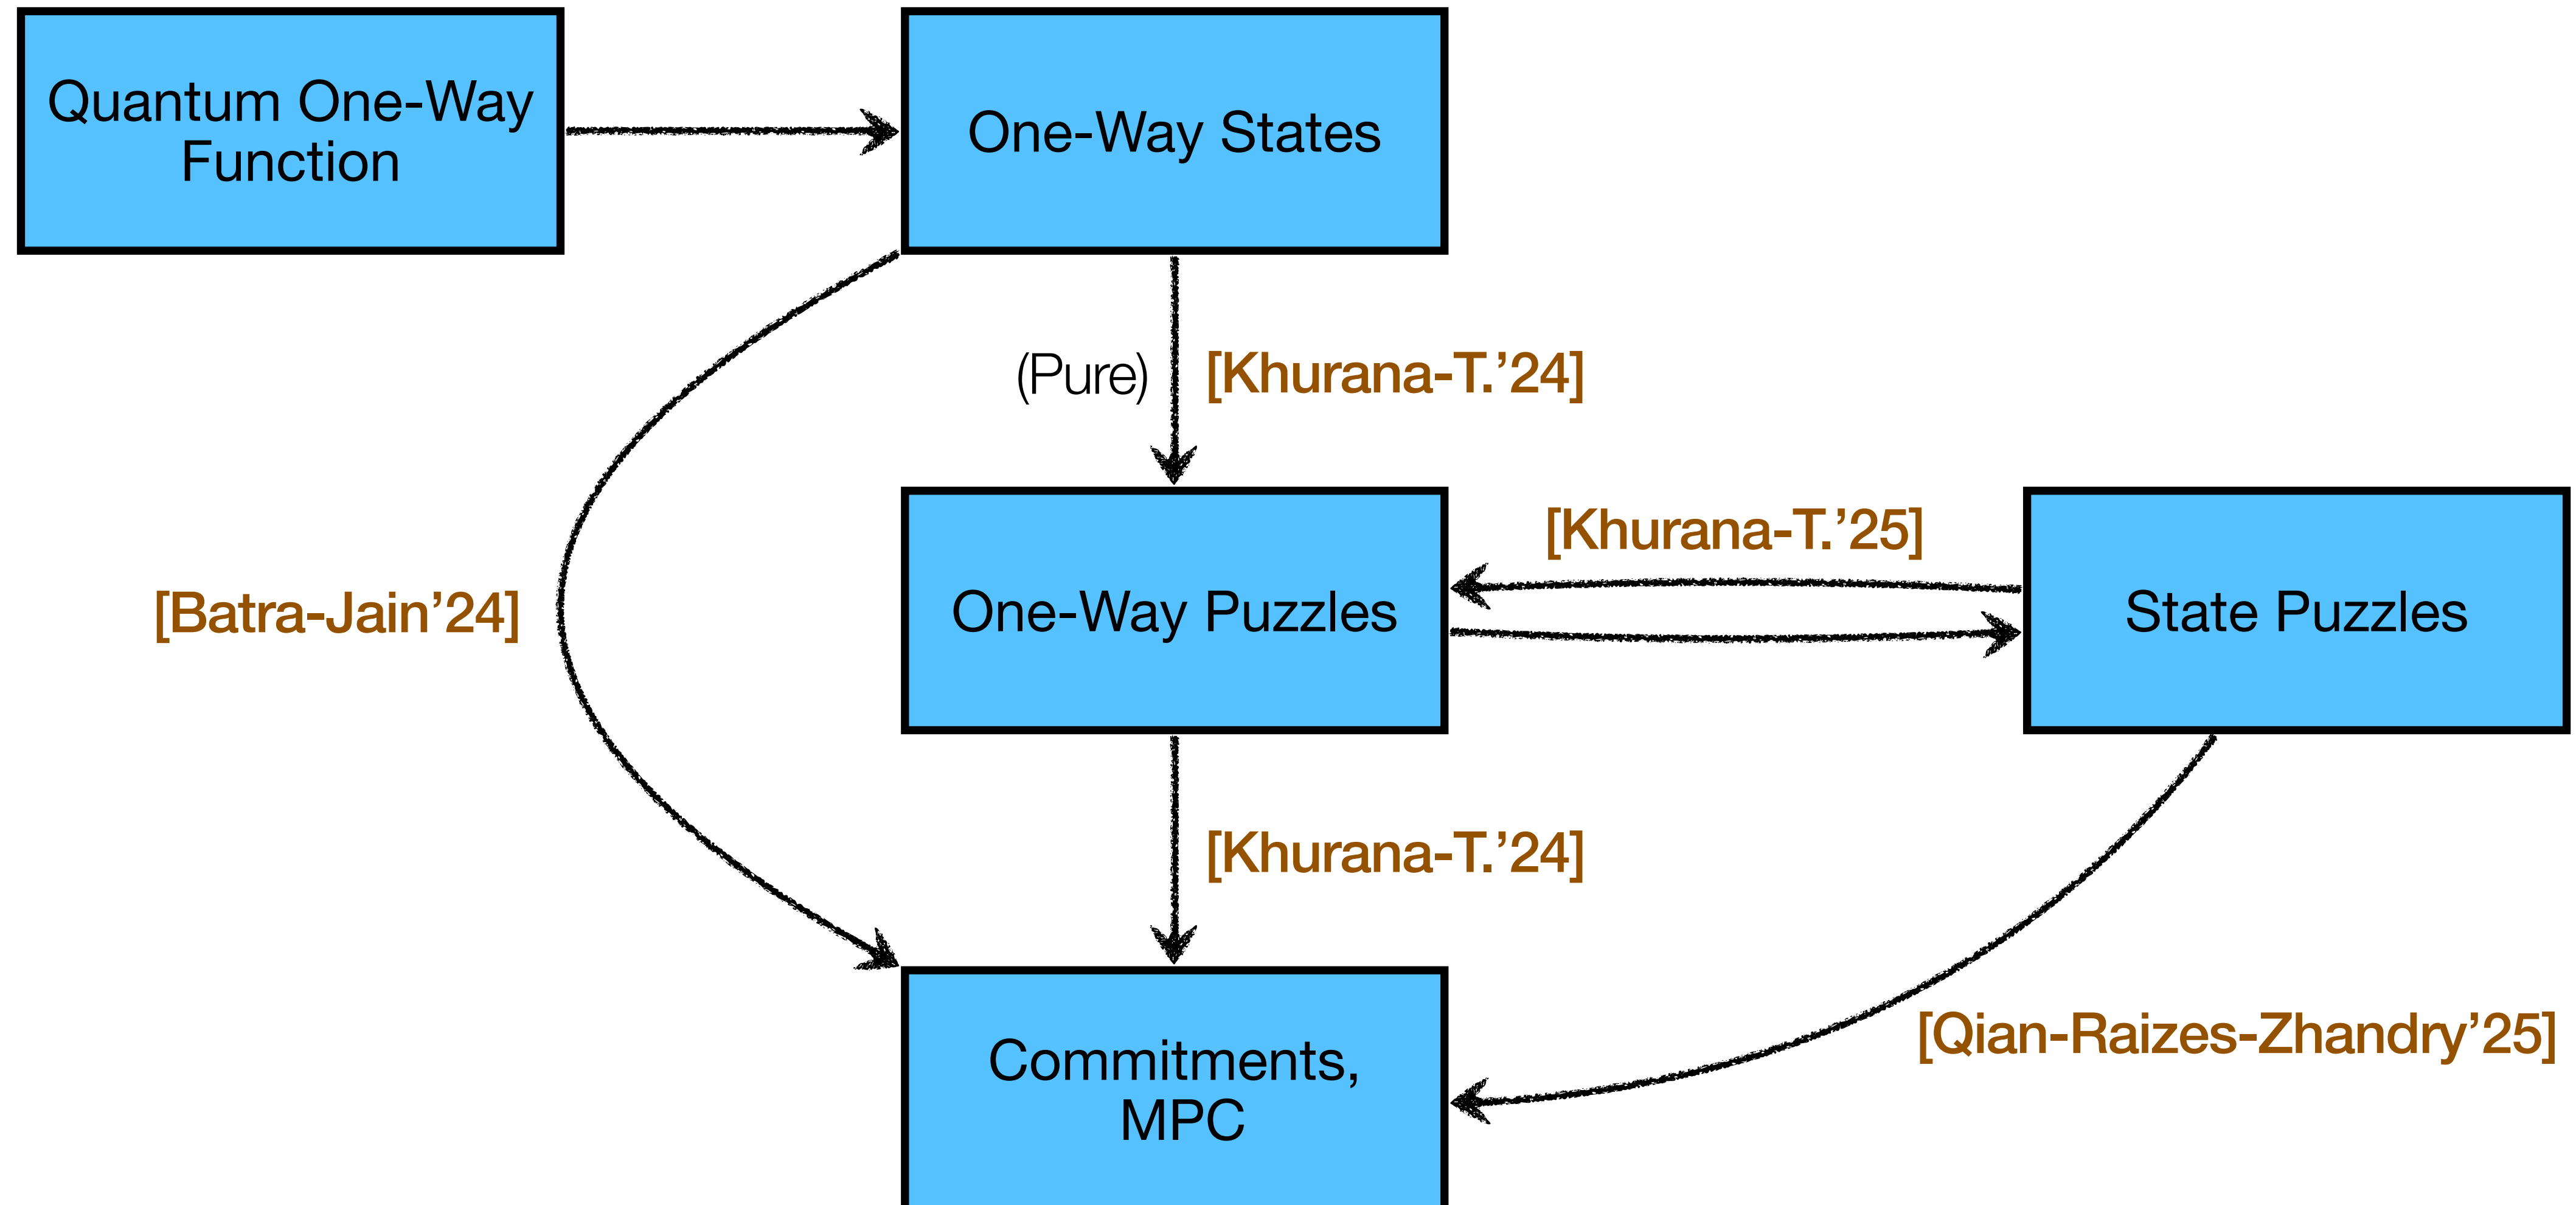 Quantum One-Way
Function
One-Way States
(Pure)
[Khurana-T.’24]
[Khurana-T.’25]
[Batra-Jain’24]
One-Way Puzzles
State Puzzles
[Khurana-T.’24]
[Qian-Raizes-Zhandry’25]
Commitments,
MPC